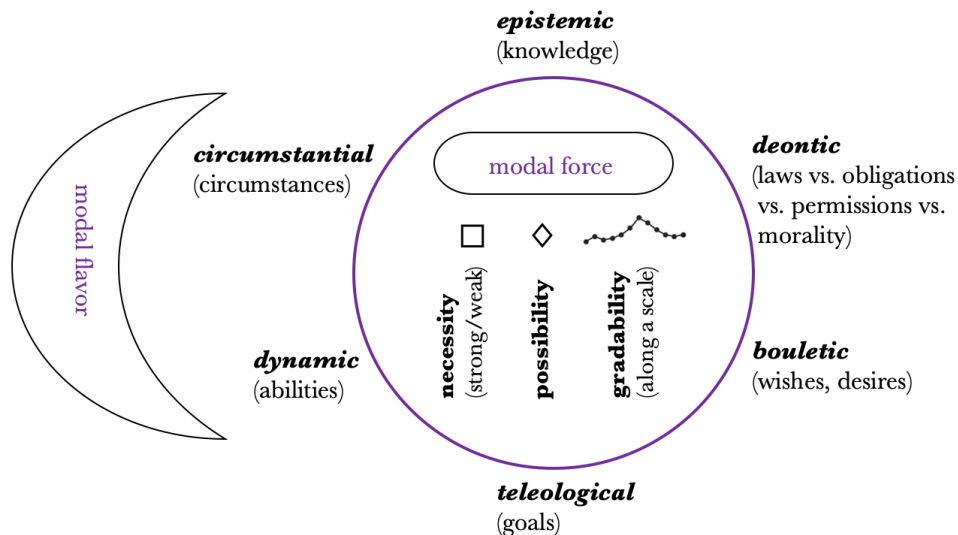 epistemic
(knowledge)
modal flavor
circumstantial
(circumstances)
modal force
deontic
(laws vs. obligations
vs. permissions vs.
morality)
necessity
(strong/weak)
possibility
gradability
(along a scale)
dynamic
(abilities)
bouletic
(wishes, desires)
teleological
(goals)